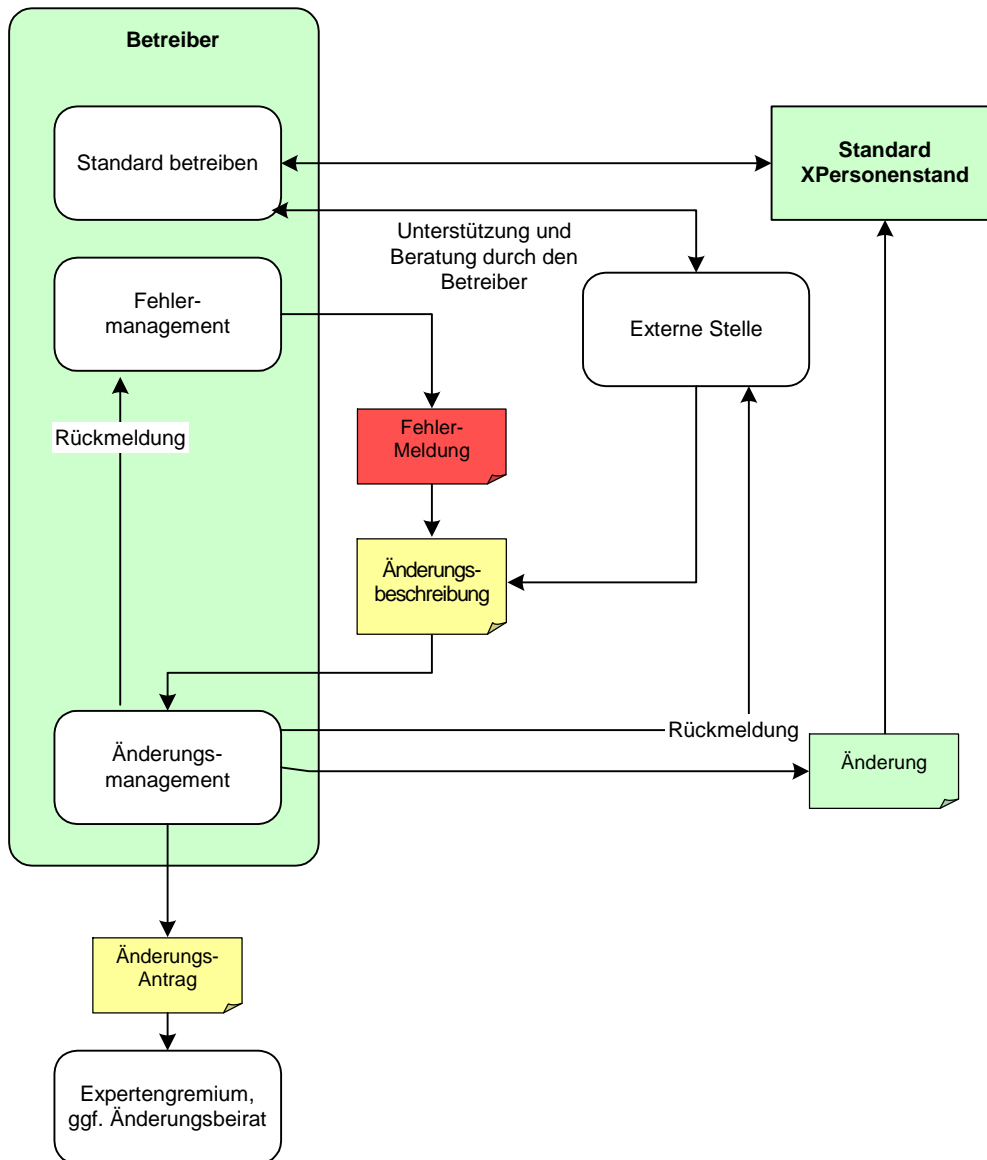 Betreiber
Standard betreiben
Standard
XPersonenstand
Unterstützung und
Beratung durch den
Betreiber
Fehler-
management
Externe Stelle
Rückmeldung
Fehler-
Meldung
Änderungs-
beschreibung
Änderungs-
management
Rückmeldung
Änderung
Änderungs-
Antrag
Expertengremium,
ggf. Änderungsbeirat